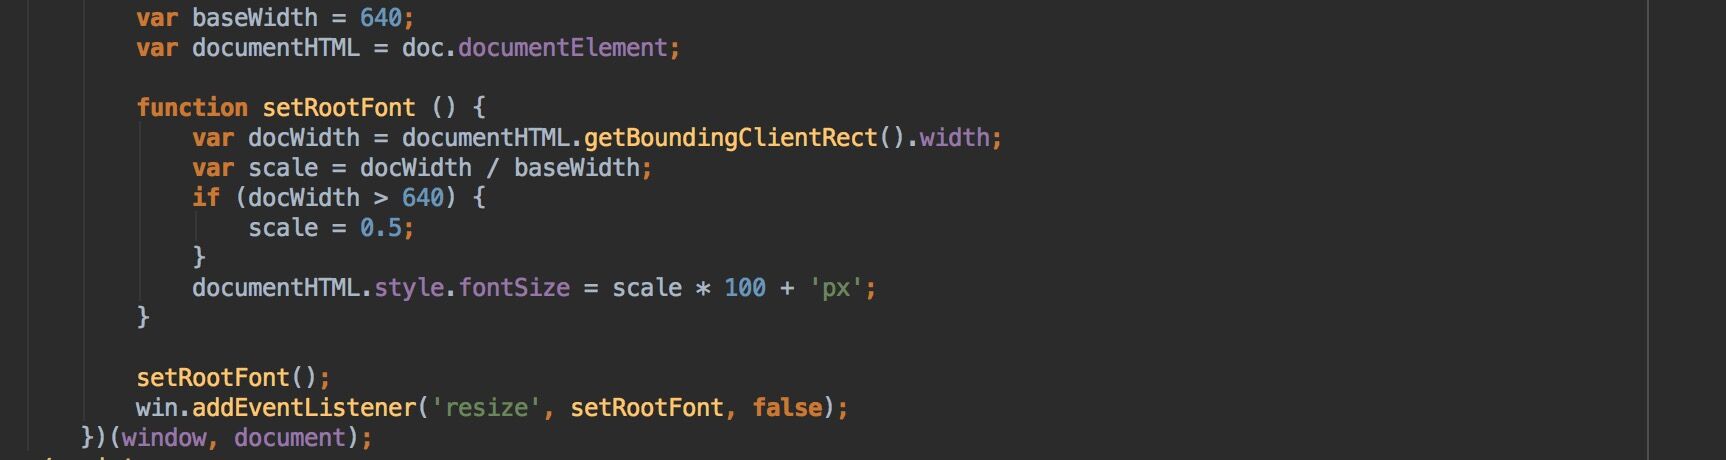 var baseWidth = 640;
var documentHTML = doc.documentElement;
function setRootFont () {
var docWidth = documentHTML.getBoundingClientRect().width;
var scale = docWidth / baseWidth;
if (docWidth > 640) {
scale = 0.5;
}
documentHTML.style.fontSize = scale * 100 + 'px';
}
setRootFont();
win.addEventListener('resize', setRootFont, false);
})(window, document);